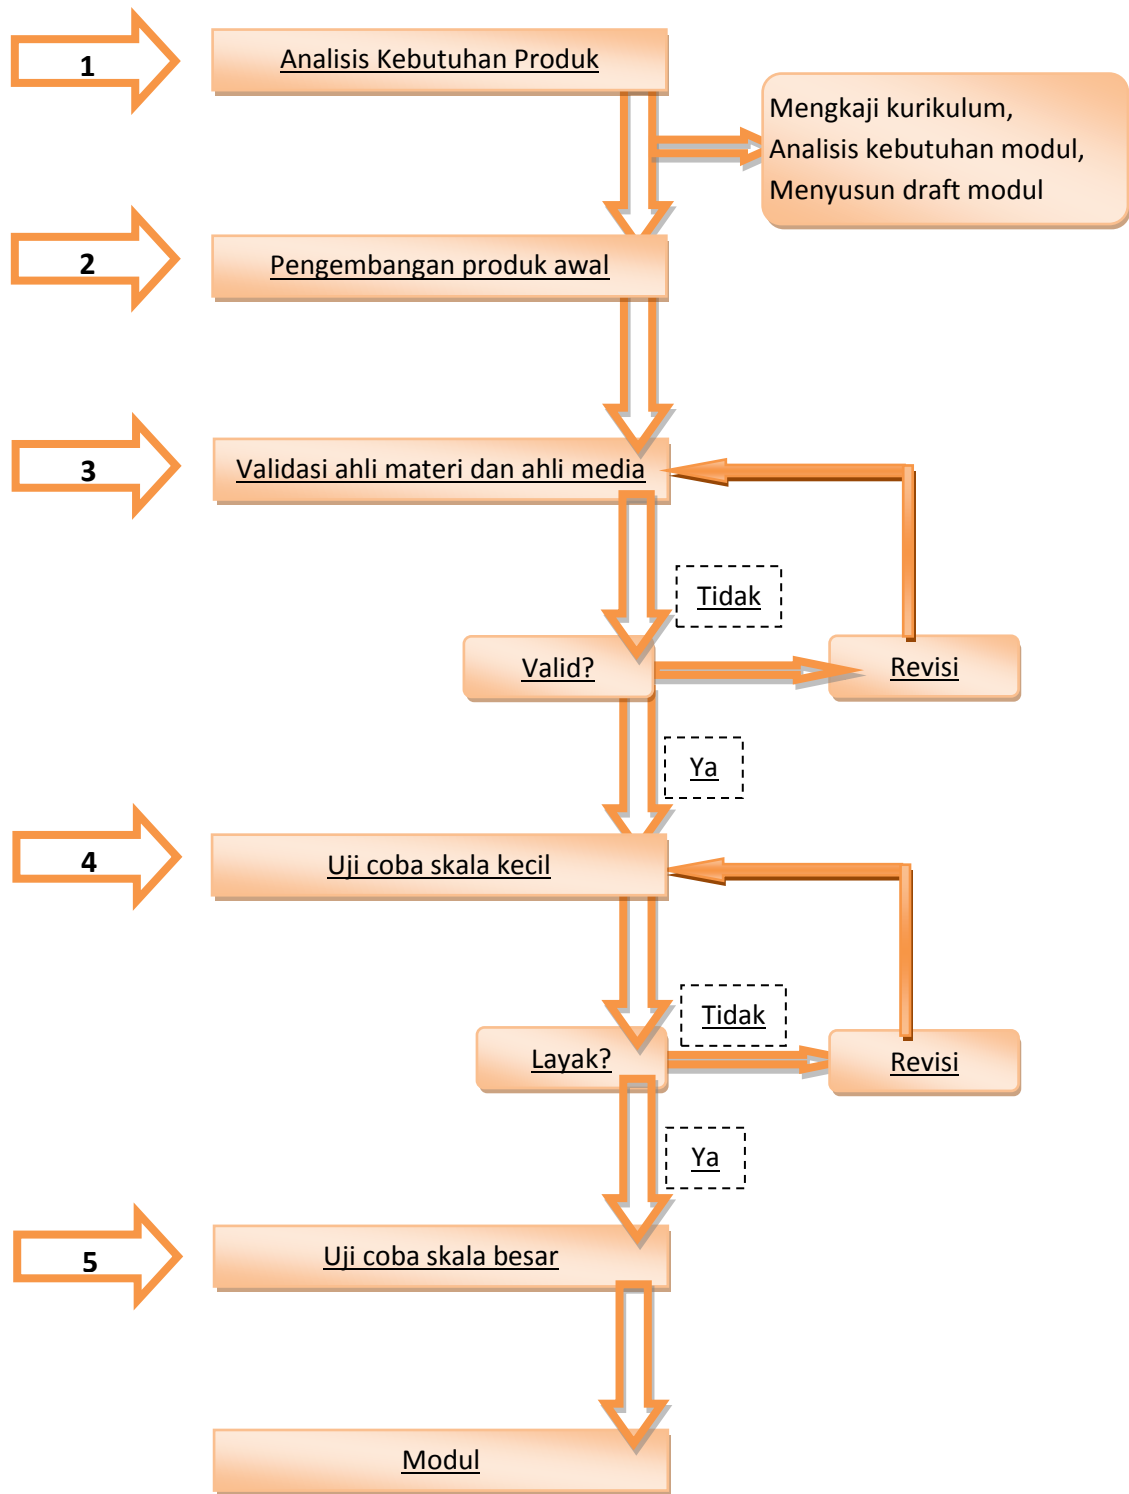 1
Analisis Kebutuhan Produk
Mengkaji kurikulum,
Analisis kebutuhan modul,
Menyusun draft modul
2
Pengembangan produk awal
3
Validasi ahli materi dan ahli media
Tidak
Valid?
Revisi
Ya
4
Uji coba skala kecil
Tidak
Layak?
Revisi
Ya
5
Uji coba skala besar
Modul